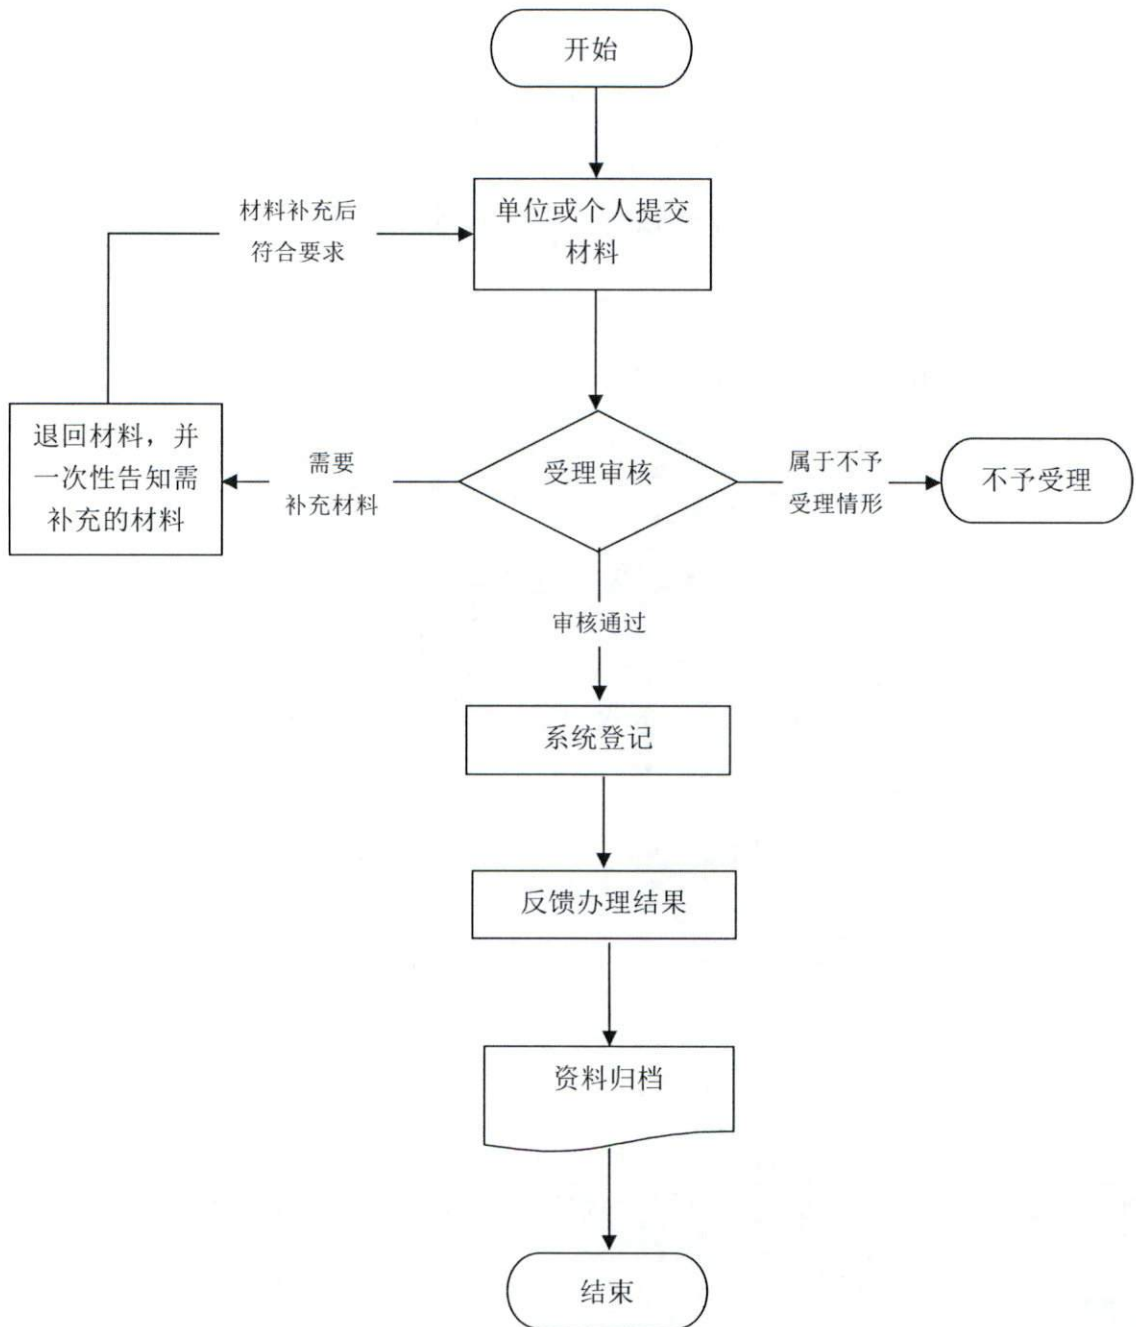 开始
材料补充后
符合要求
单位或个人提交
材料
退回材料，并
一次性告知需
补充的材料
需要
补充材料
受理审核
属于不予
受理情形
不予受理
审核通过
系统登记
反馈办理结果
资料归档
结束